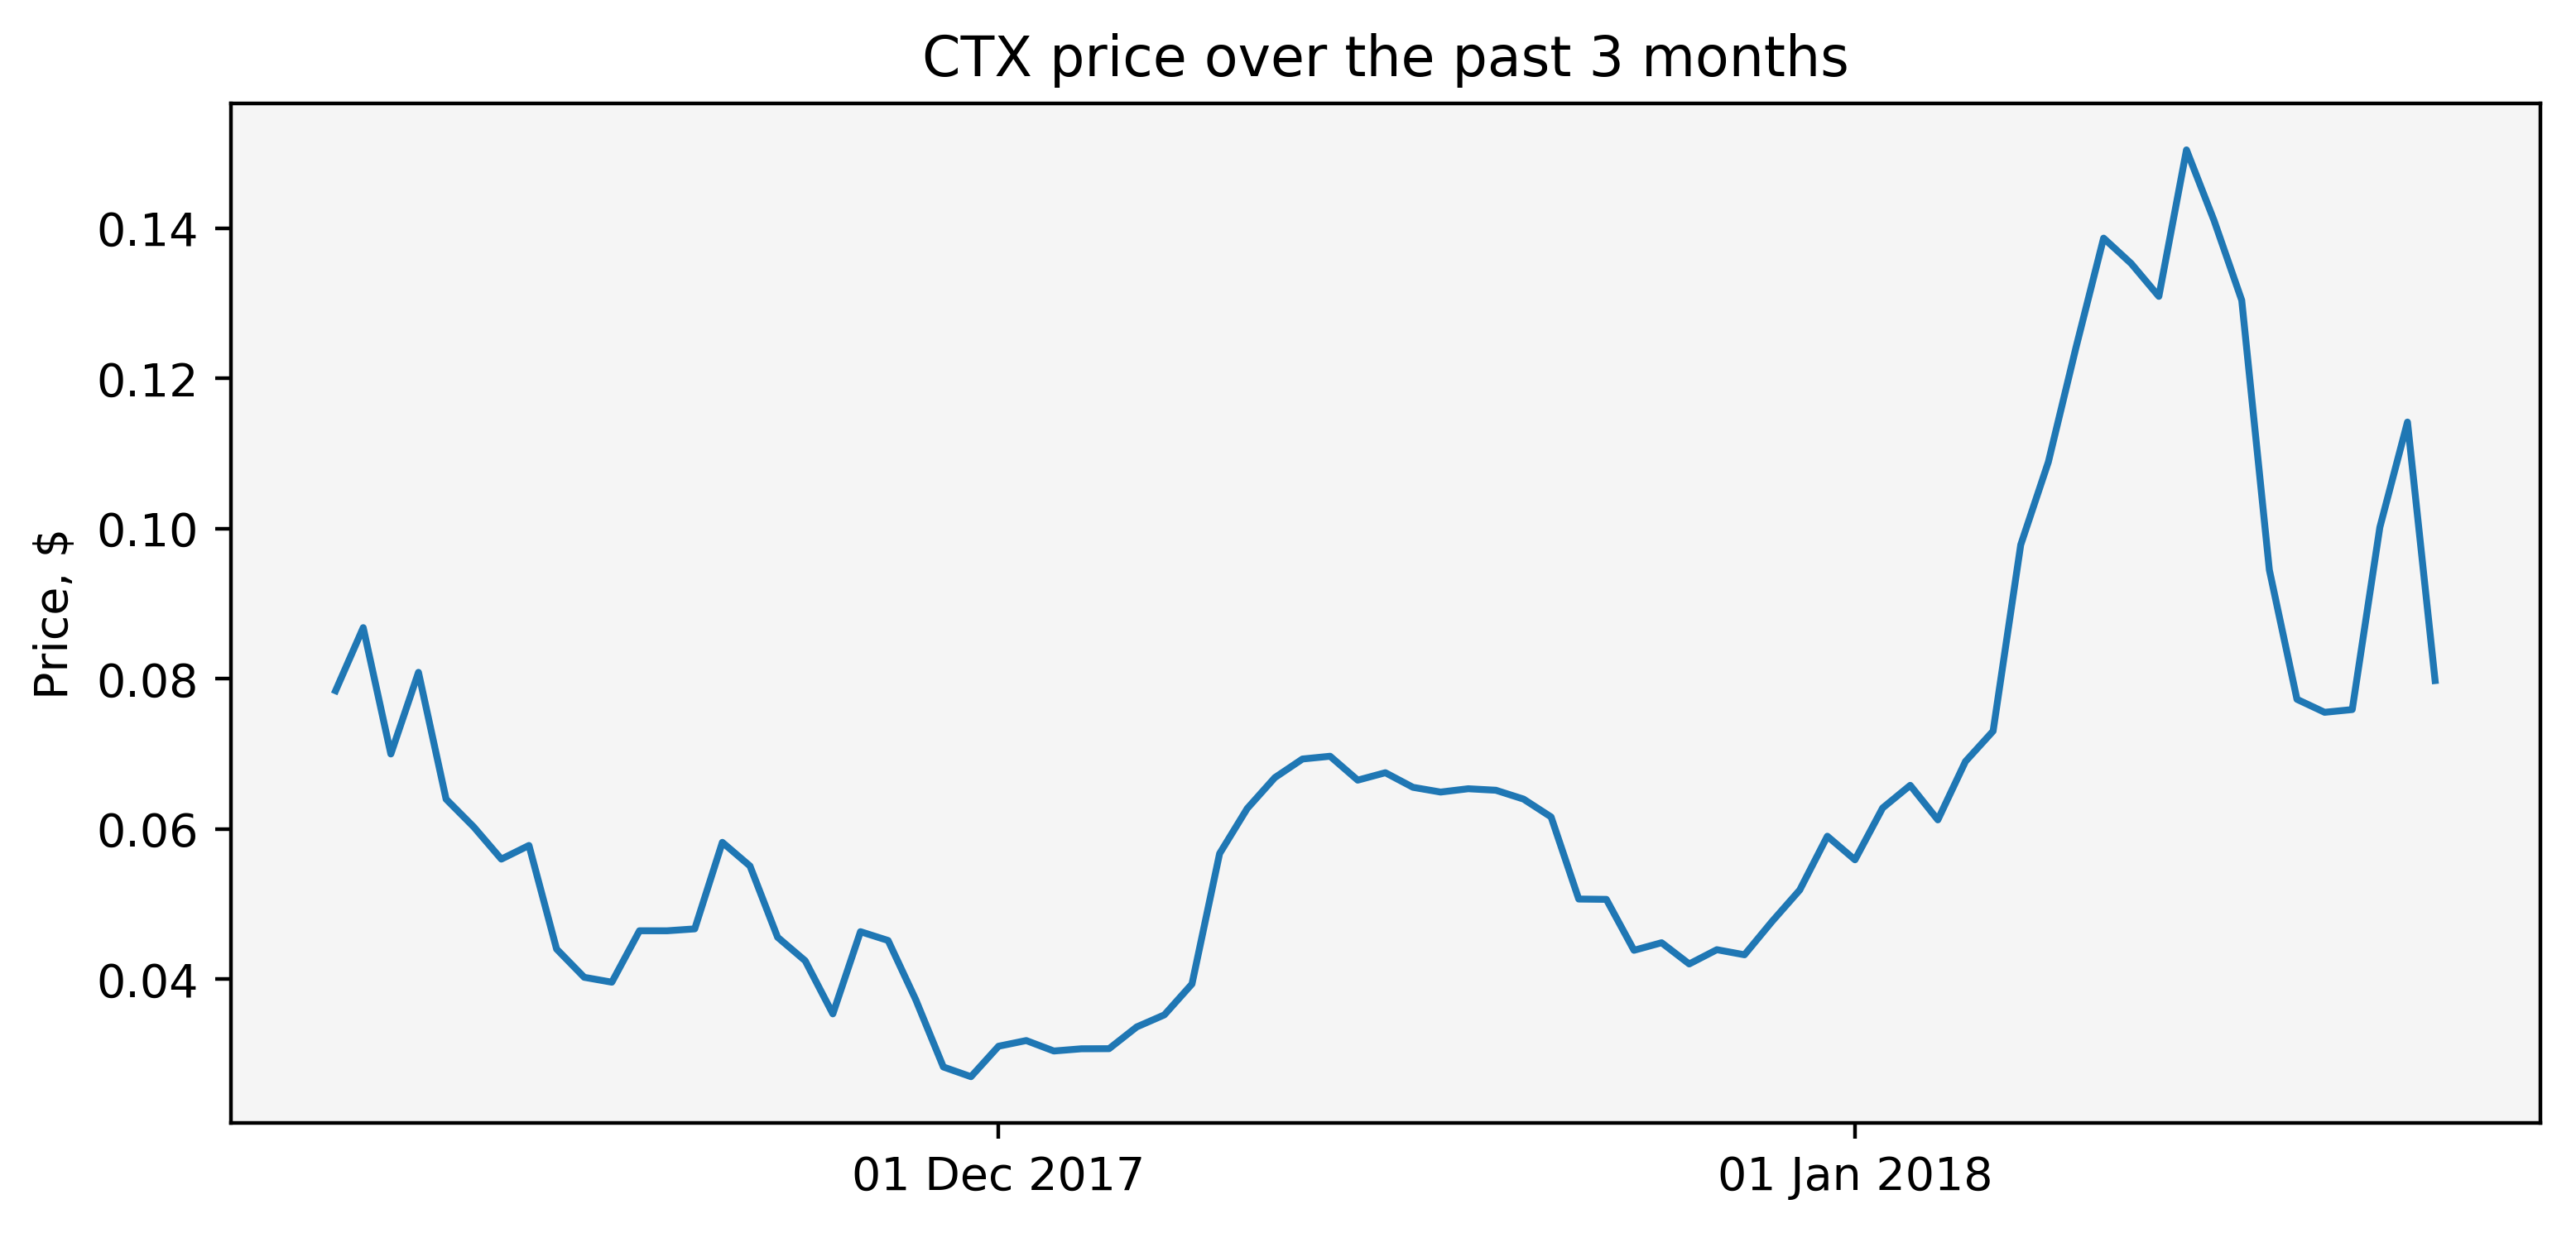 CTX price over the past 3 months
Price, $
0.14
0.12
0.10
0.08
0.06
0.04
01 Dec 2017
01 Jan 2018